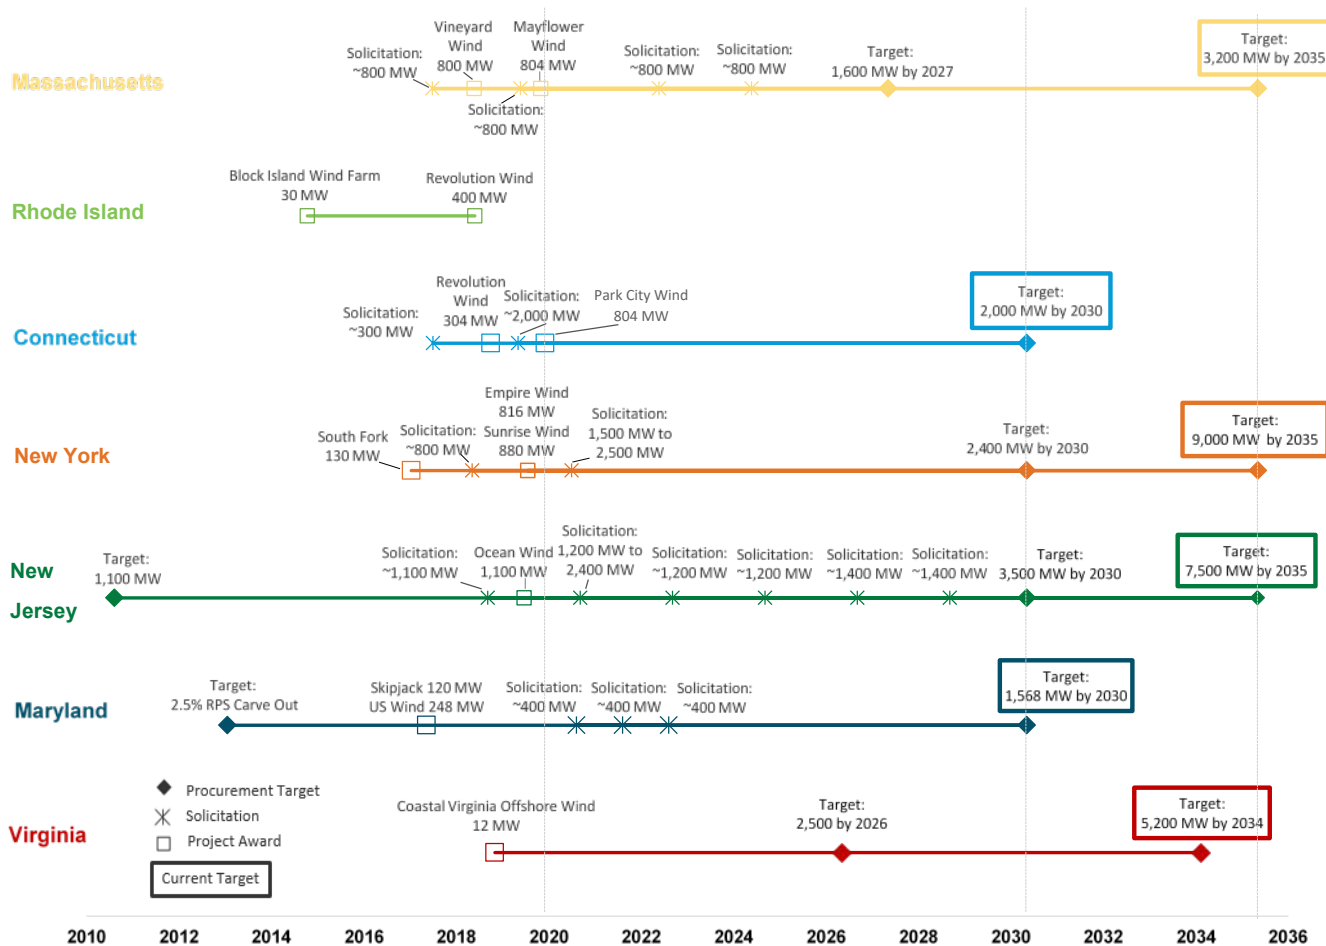 Massachusetts
Solicitation:
~800 MW
Vineyard
Wind
800 MW
Mayflower
Wind
804 MW
Solicitation:
~800 MW
Solicitation:
~800 MW
Solicitation:
~800 MW
Target:
1,600 MW by 2027
Target:
3,200 MW by 2035
Rhode Island
Block Island Wind Farm
30 MW
Revolution Wind
400 MW
Connecticut
Solicitation:
~300 MW
Revolution
Wind
304 MW
Solicitation:
~2,000 MW
Park City Wind
804 MW
Target:
2,000 MW by 2030
New York
South Fork
130 MW
Solicitation:
~800 MW
Empire Wind
816 MW
Sunrise Wind
880 MW
Solicitation:
1,500 MW to
2,500 MW
Target:
2,400 MW by 2030
Target:
9,000 MW by 2035
New
Jersey
Target:
1,100 MW
Solicitation:
~1,100 MW
Ocean Wind
1,100 MW
Solicitation:
1,200 MW to
2,400 MW
Solicitation:
~1,200 MW
Solicitation:
~1,200 MW
Solicitation:
~1,400 MW
Solicitation:
~1,400 MW
Target:
3,500 MW by 2030
Target:
7,500 MW by 2035
Maryland
Target:
2.5% RPS Carve Out
Skipjack 120 MW
US Wind 248 MW
Solicitation:
~400 MW
Solicitation:
~400 MW
Solicitation:
~400 MW
Target:
1,568 MW by 2030
Virginia
Procurement Target
Solicitation
Project Award
Current Target
Coastal Virginia Offshore Wind
12 MW
Target:
2,500 by 2026
Target:
5,200 MW by 2034
2010 2012 2014 2016 2018 2020 2022 2024 2026 2028 2030 2032 2034 2036